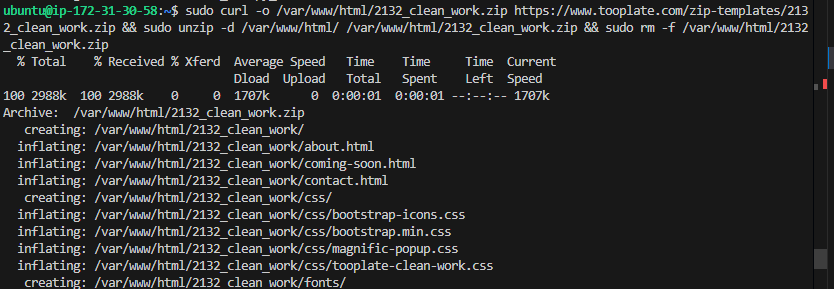 ubuntu@ip-172-31-30-58:~$ sudo curl -o /var/www/html/2132_clean_work.zip https://www.tooplate.com/zip-templates/213
2_clean_work.zip && sudo unzip -d /var/www/html/ /var/www/html/2132_clean_work.zip && sudo rm -f /var/www/html/2132
_clean_work.zip
  % Total    % Received % Xferd  Average Speed   Time    Time     Time  Current
                                 Dload  Upload   Total   Spent    Left  Speed
100 2988k  100 2988k    0     0  1707k      0  0:00:01  0:00:01 --:--:-- 1707k
Archive:  /var/www/html/2132_clean_work.zip
   creating: /var/www/html/2132_clean_work/
  inflating: /var/www/html/2132_clean_work/about.html
  inflating: /var/www/html/2132_clean_work/coming-soon.html
  inflating: /var/www/html/2132_clean_work/contact.html
   creating: /var/www/html/2132_clean_work/css/
  inflating: /var/www/html/2132_clean_work/css/bootstrap-icons.css
  inflating: /var/www/html/2132_clean_work/css/bootstrap.min.css
  inflating: /var/www/html/2132_clean_work/css/magnific-popup.css
  inflating: /var/www/html/2132_clean_work/css/tooplate-clean-work.css
   creating: /var/www/html/2132_clean_work/fonts/